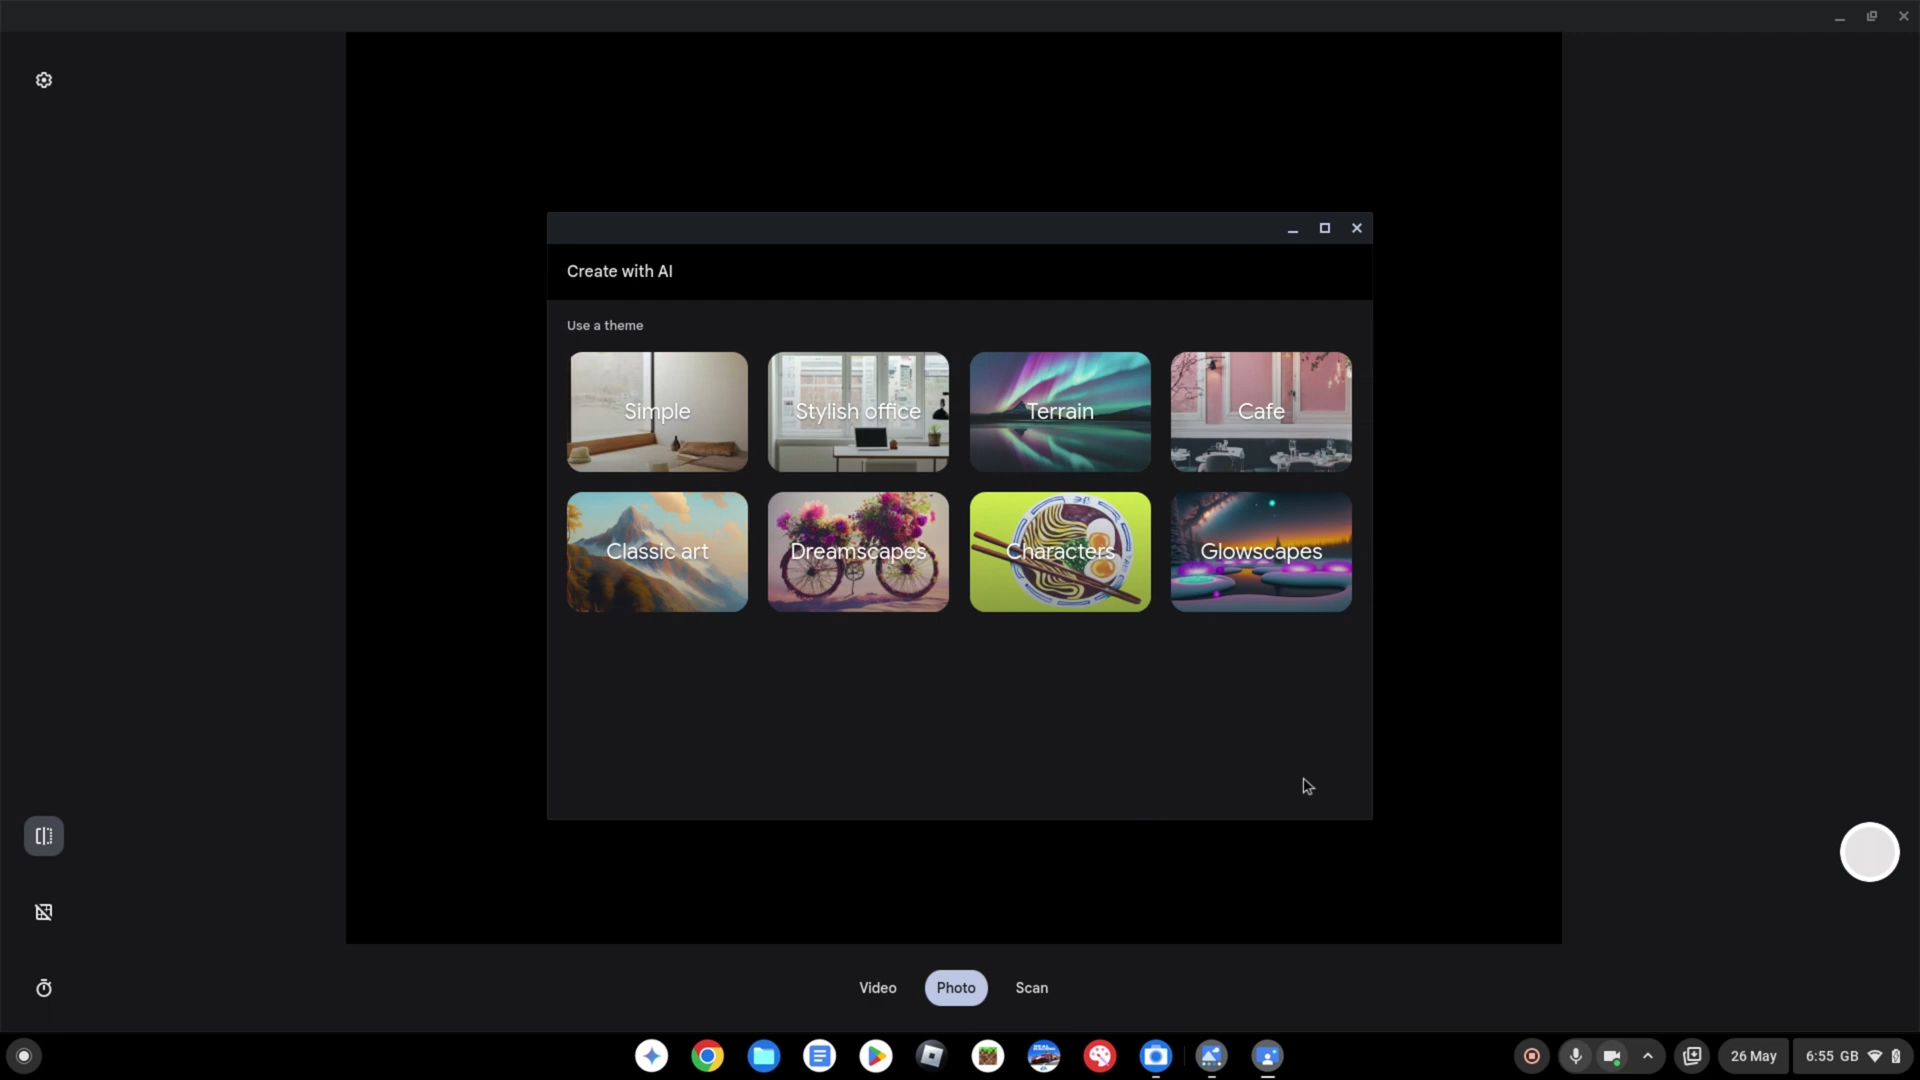 Create with AI
Use a theme
Simple
Stylish office
Terrain
Cafe
Classic art
Dreamscapes
Characters
Glowscapes
Video
Photo
Scan
26 May
6:55 GB